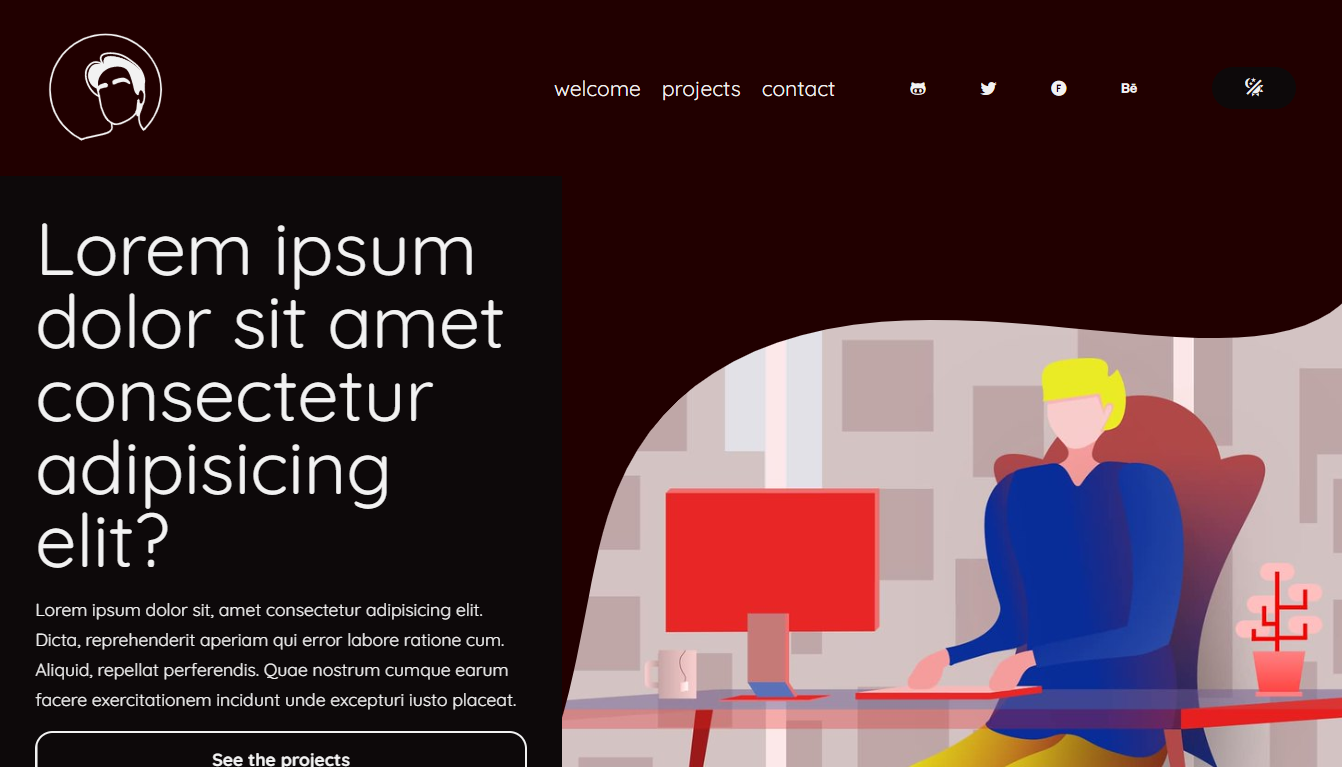 welcome projects contact F Bē
Lorem ipsum
dolor sit amet
consectetur
adipisicing
elit?
Lorem ipsum dolor sit, amet consectetur adipisicing elit.
Dicta, reprehenderit aperiam qui error labore ratione cum.
Aliquid, repellat perferendis. Quae nostrum cumque earum
facere exercitationem incidunt unde excepturi iusto placeat.
See the projects